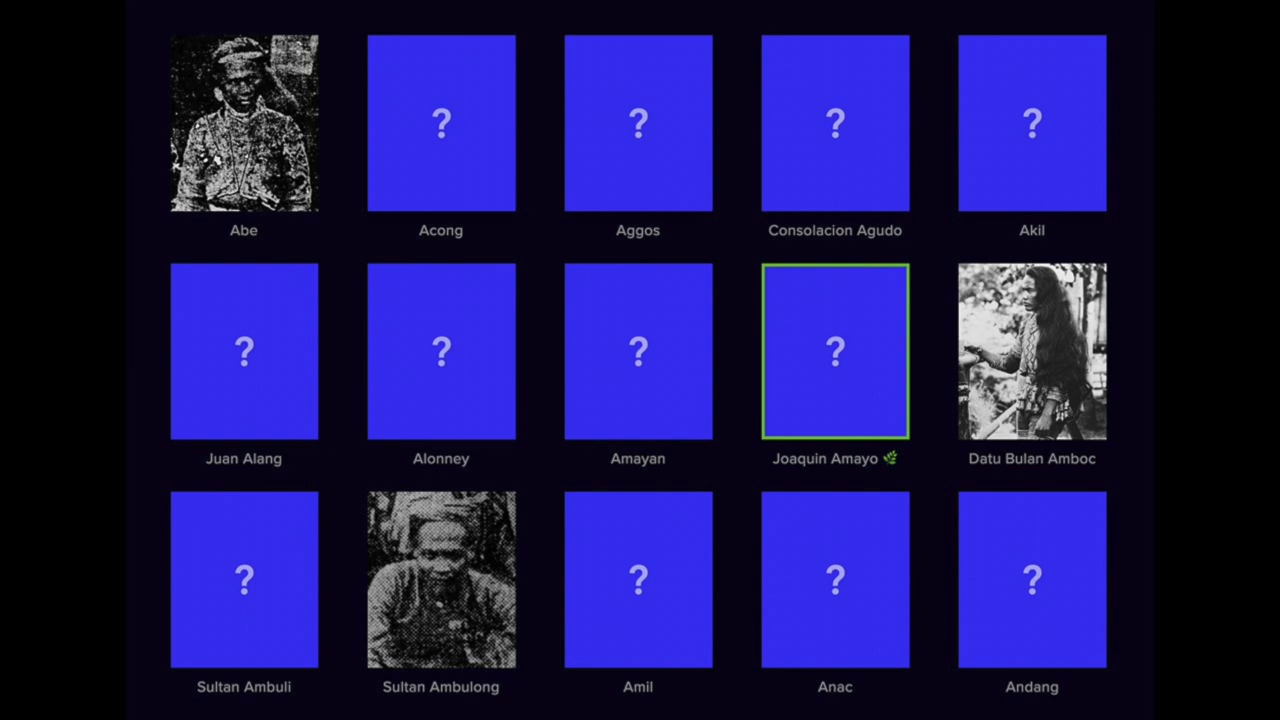 ? ? ? ?
Abe Acong Aggos Consolacion Agudo Akil
? ? ? ?
Juan Alang Alonney Amayan Joaquin Amayo 🌿 Datu Bulan Amboc
? ? ? ?
Sultan Ambuli Sultan Ambulong Amil Anac Andang